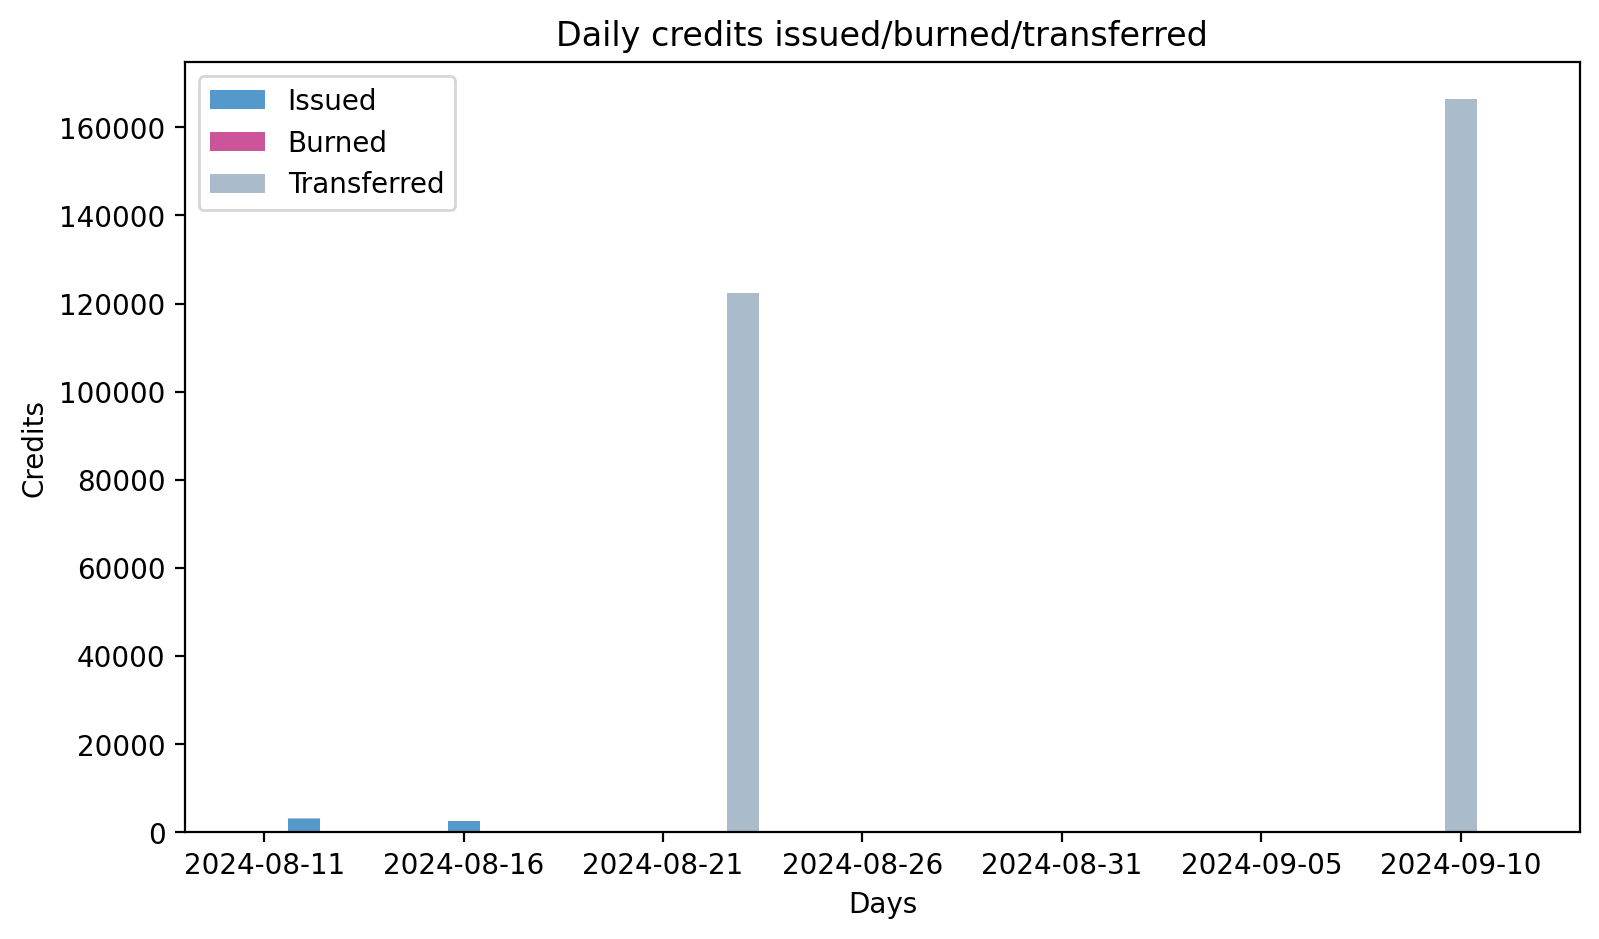 Daily credits issued/burned/transferred
Issued
Burned
Transferred
160000
140000
120000
100000
80000
60000
40000
20000
0
Credits
2024-08-11 2024-08-16 2024-08-21 2024-08-26 2024-08-31 2024-09-05 2024-09-10
Days